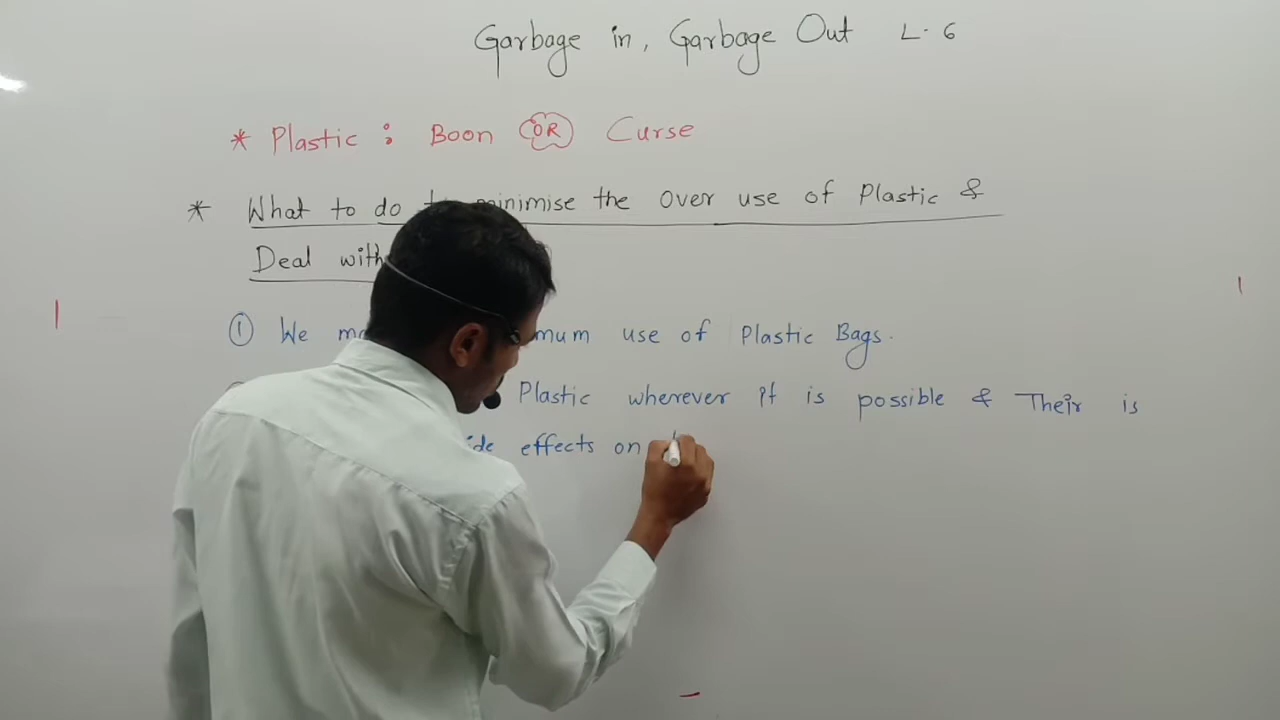 Garbage in, Garbage Out L. 6
* Plastic : Boon OR Curse
* What to do minimise the Over use of Plastic &
Deal with
① We use of Plastic Bags.
Plastic wherever it is possible & Their is
effects on